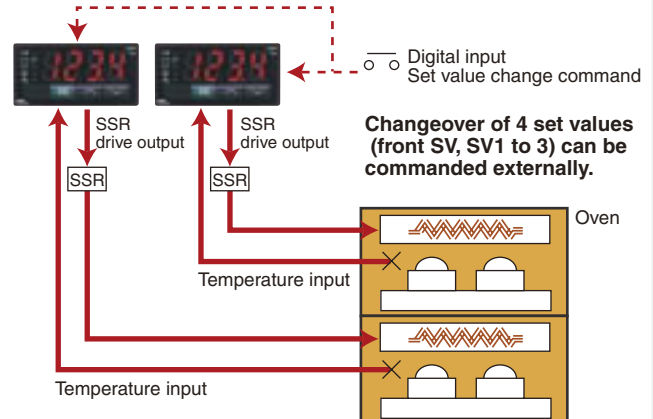 1234
1234
Digital input
Set value change command
SSR
drive output
SSR
drive output
Changeover of 4 set values
(front SV, SV1 to 3) can be
commanded externally.
SSR
SSR
Oven
Temperature input
Temperature input